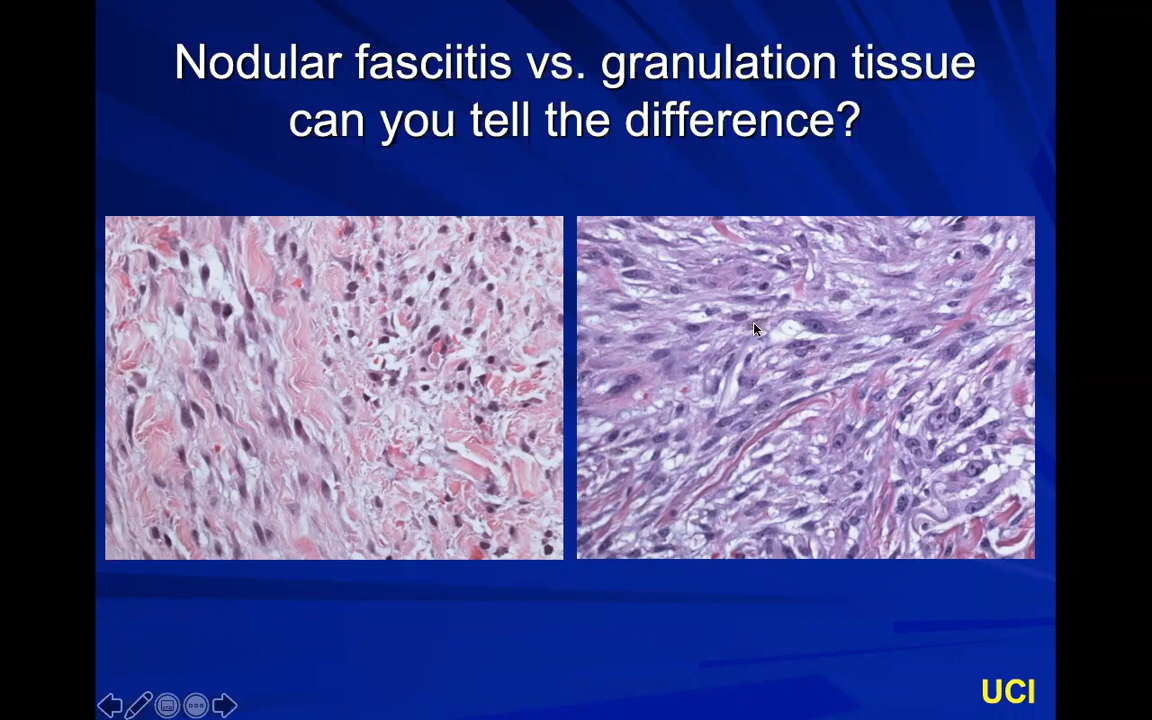 Nodular fasciitis vs. granulation tissue
can you tell the difference?
UCI